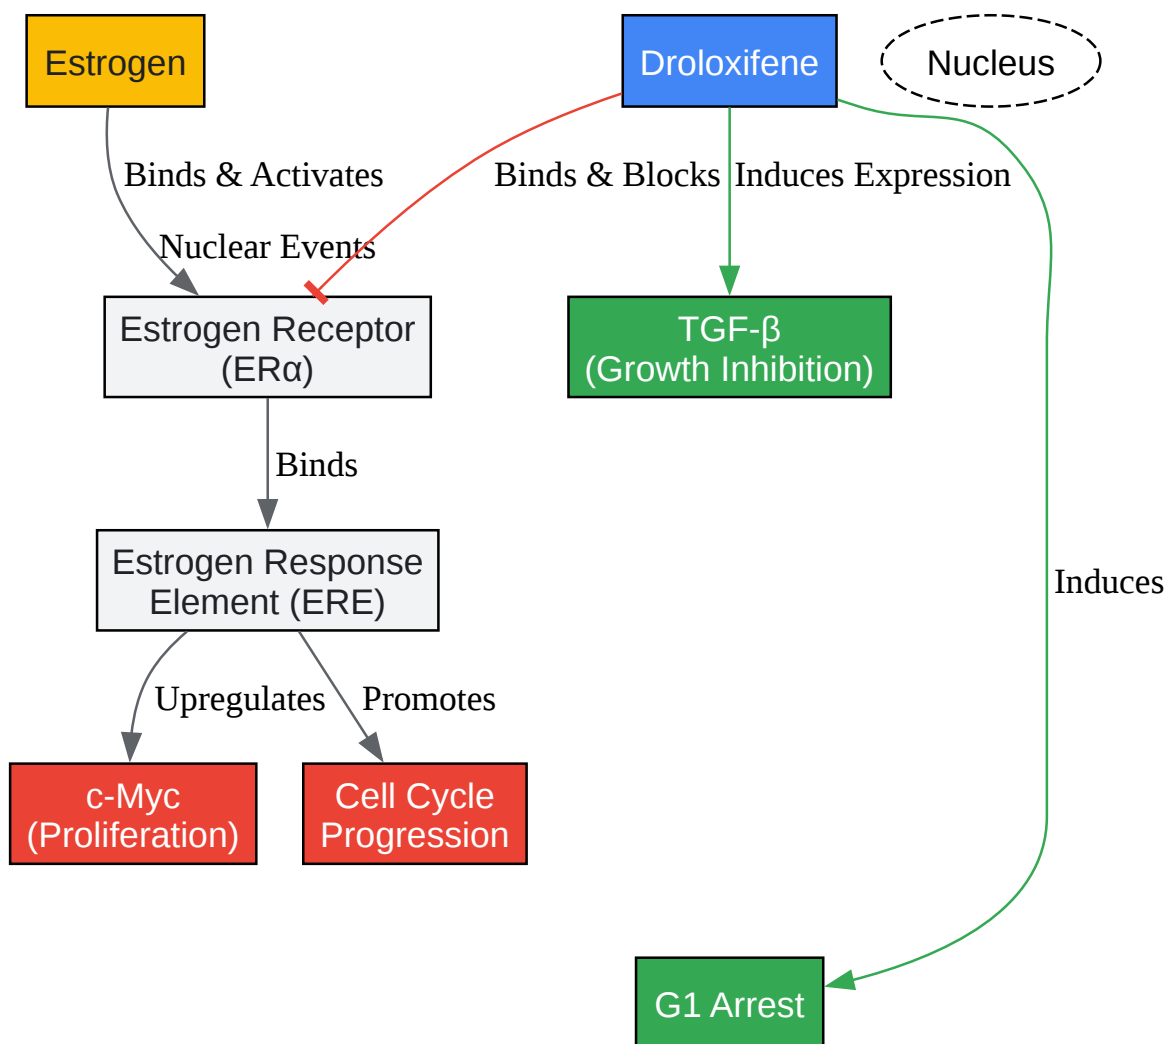 Estrogen
Droloxifene
Nucleus
Binds & Activates
Binds & Blocks
Induces Expression
Nuclear Events
Estrogen Receptor
(ERα)
TGF-β
(Growth Inhibition)
Binds
Estrogen Response
Element (ERE)
Induces
Upregulates
Promotes
c-Myc
(Proliferation)
Cell Cycle
Progression
G1 Arrest